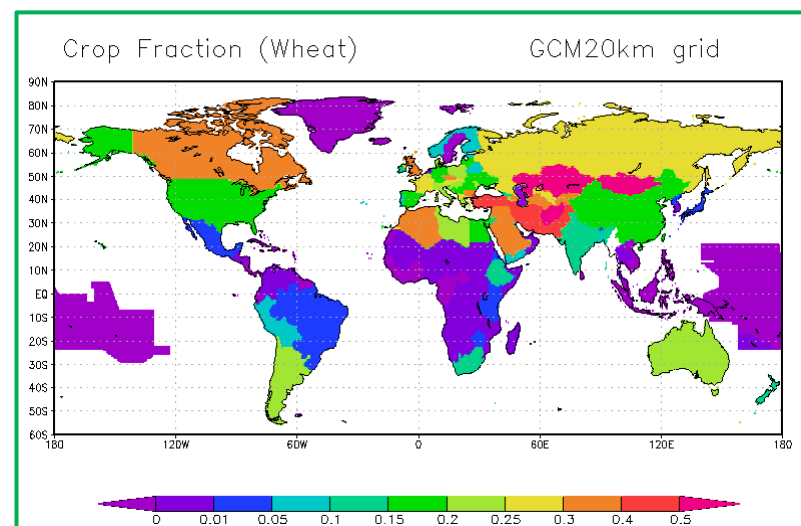 Crop Fraction (Wheat) GCM20km grid
90N
80N
70N
60N
50N
40N
30N
20N
10N
EQ
10S
20S
30S
40S
50S
60S
180 120W 60W 0 60E 120E 180
0 0.01 0.05 0.1 0.15 0.2 0.25 0.3 0.4 0.5